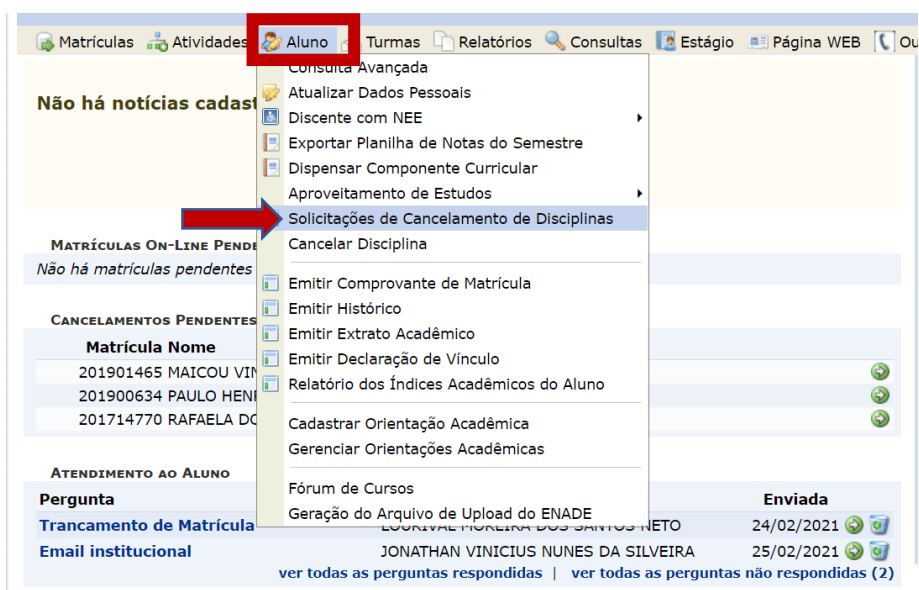 Matrículas Atividades Aluno Turmas Relatórios Consultas Estágio Página WEB Ou
Consulta Avançada
Não há notícias cadast
Atualizar Dados Pessoais
Discente com NEE
Exportar Planilha de Notas do Semestre
Dispensar Componente Curricular
Aproveitamento de Estudos
Solicitações de Cancelamento de Disciplinas
Cancelar Disciplina
Emitir Comprovante de Matrícula
Emitir Histórico
Emitir Extrato Acadêmico
Emitir Declaração de Vínculo
Relatório dos Índices Acadêmicos do Aluno
Cadastrar Orientação Acadêmica
Gerenciar Orientações Acadêmicas
Fórum de Cursos
Geração do Arquivo de Upload do ENADE
Matrículas On-Line Pende
Não há matrículas pendentes
Cancelamentos Pendentes
Matrícula Nome
201901465 MAICOU VIN
201900634 PAULO HENR
201714770 RAFAELA DO
Atendimento ao Aluno
Pergunta Enviada
Trancamento de Matrícula LOURIVAL MOREIRA DOS SANTOS NETO 24/02/2021
Email institucional JONATHAN VINICIUS NUNES DA SILVEIRA 25/02/2021
ver todas as perguntas respondidas | ver todas as perguntas não respondidas (2)